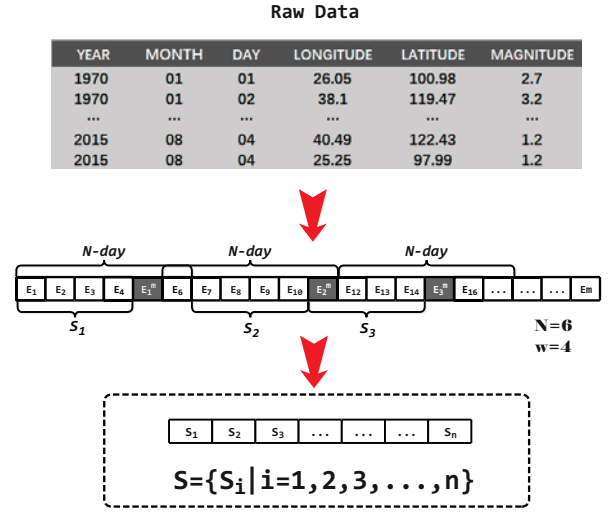 Raw Data
YEAR MONTH DAY LONGITUDE LATITUDE MAGNITUDE
1970 01 01 26.05 100.98 2.7
1970 01 02 38.1 119.47 3.2
... ... ... ... ... ...
2015 08 04 40.49 122.43 1.2
2015 08 04 25.25 97.99 1.2
N-day N-day N-day
E₁ E₂ E₃ E₄ E₁ᵐ E₆ E₇ E₈ E₉ E₁₀ E₂ᵐ E₁₂ E₁₃ E₁₄ E₃ᵐ E₁₆ ... ... ... Em
S₁ S₂ S₃
N=6
w=4
S₁ S₂ S₃ ... ... ... Sₙ
S={Sᵢ|i=1,2,3,...,n}